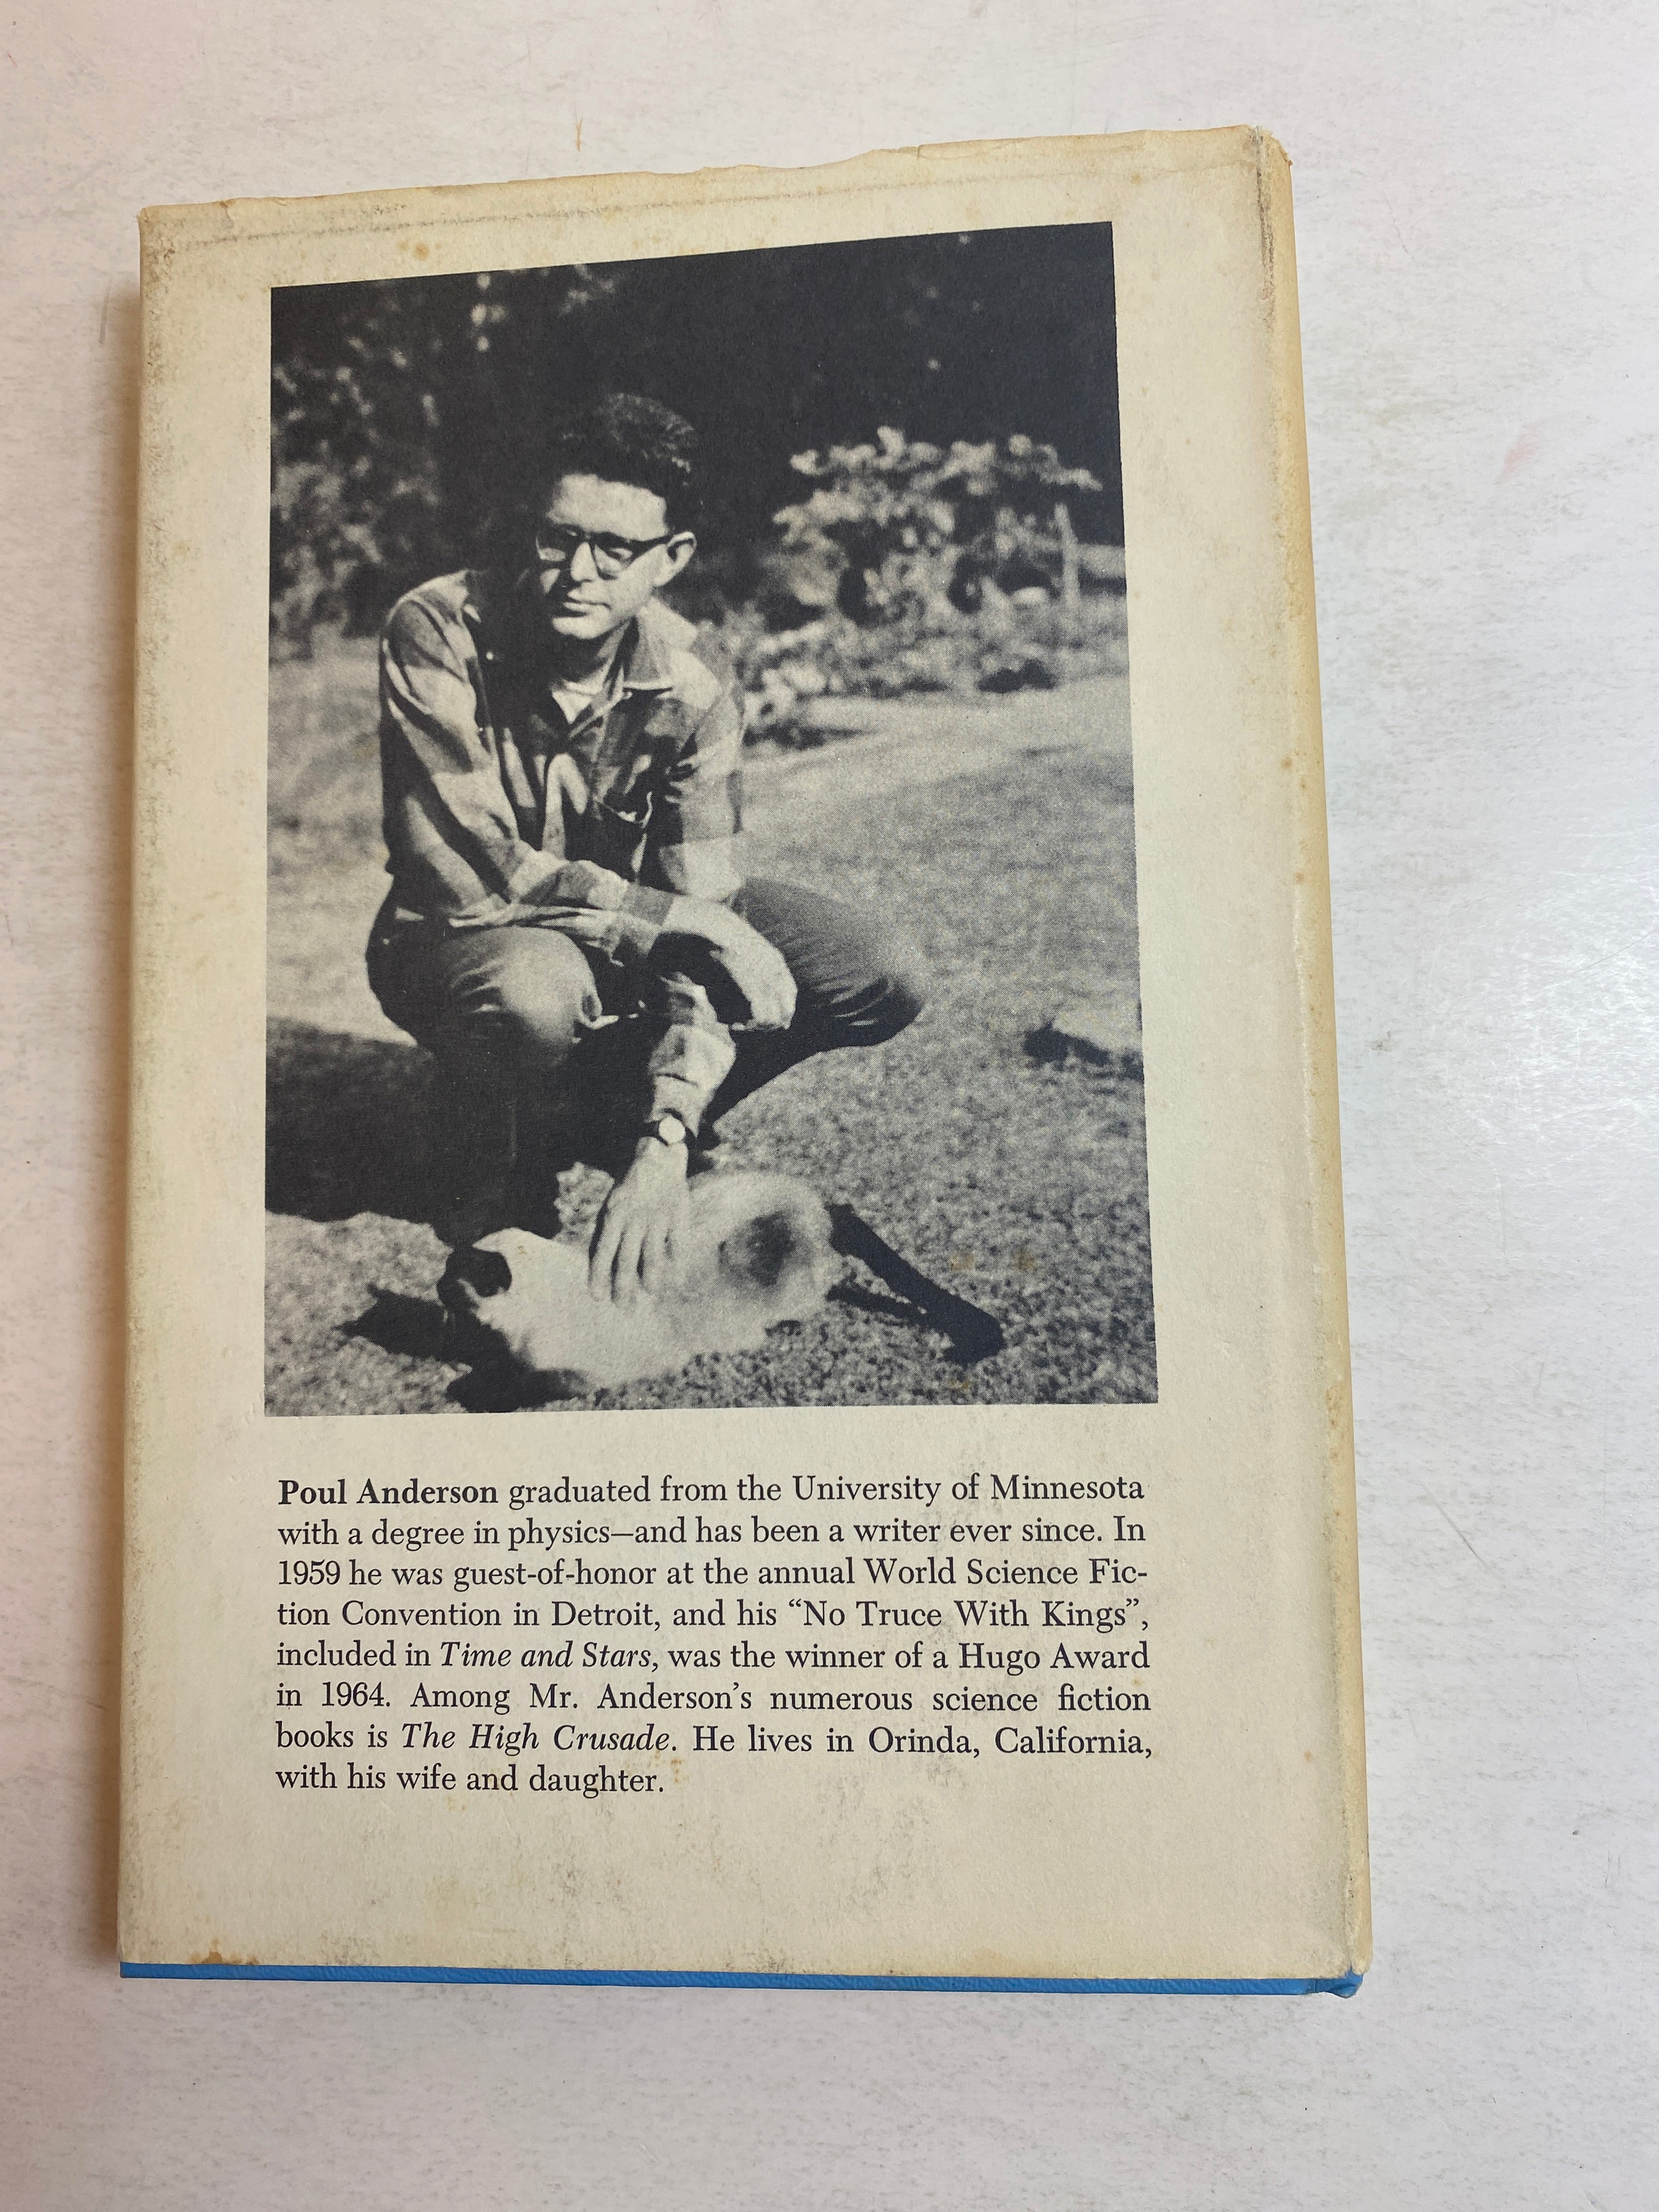 Poul Anderson graduated from the University of Minnesota
with a degree in physics—and has been a writer ever since. In
1959 he was guest-of-honor at the annual World Science Fic-
tion Convention in Detroit, and his “No Truce With Kings”,
included in Time and Stars, was the winner of a Hugo Award
in 1964. Among Mr. Anderson’s numerous science fiction
books is The High Crusade. He lives in Orinda, California,
with his wife and daughter.